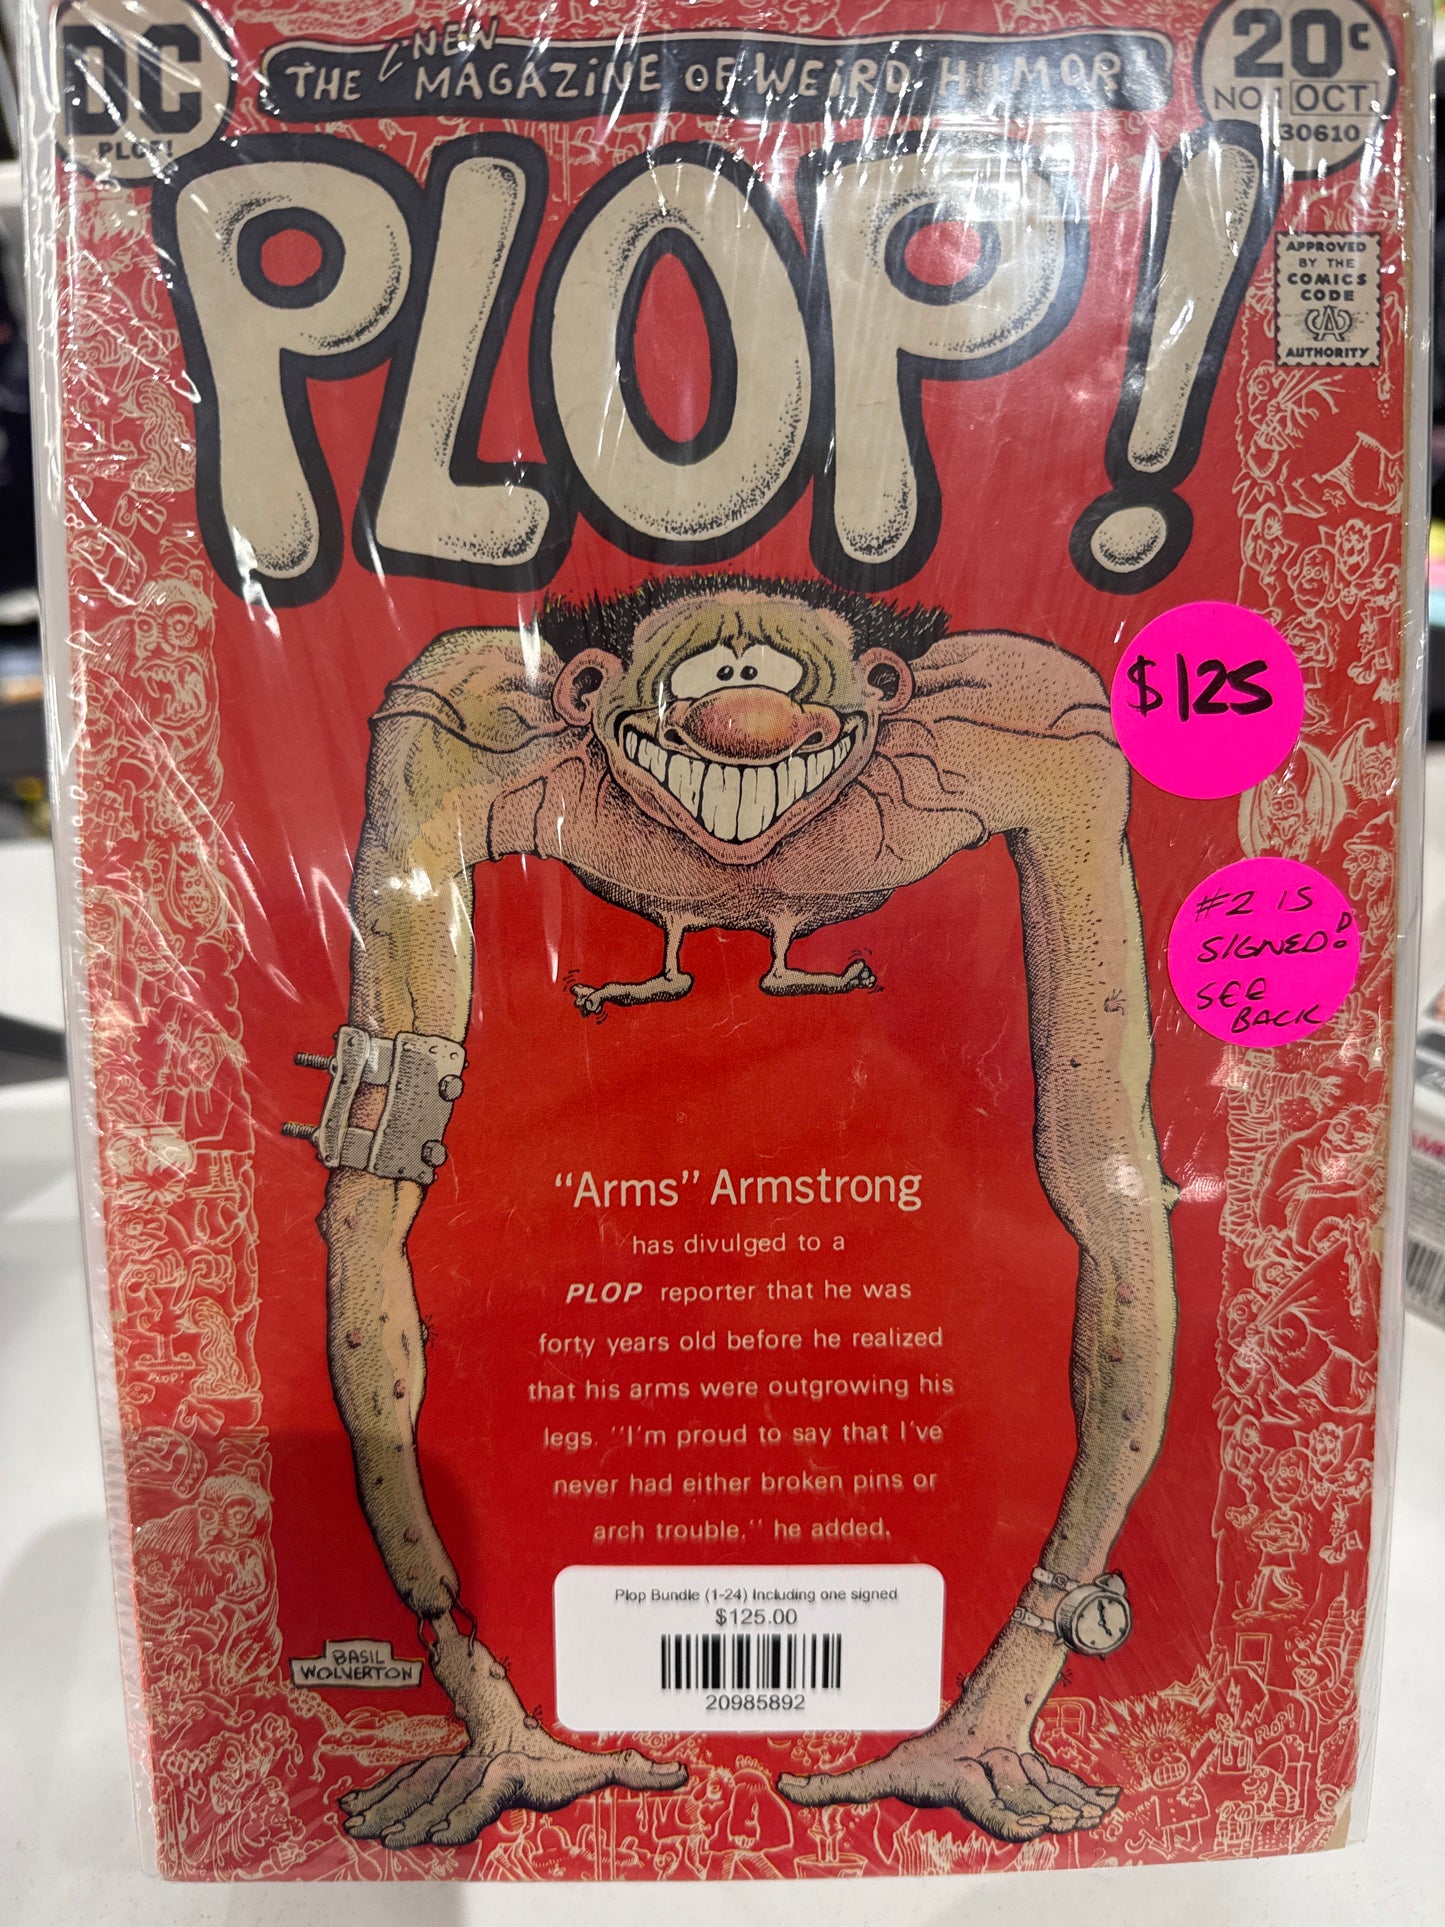 DC
PLOP!
THE NEW MAGAZINE OF WEIRD HUMOR!
20¢
NO. 1 OCT
30610
PLOP!
APPROVED
BY THE
COMICS
CODE
CA
AUTHORITY
$125
#2 IS
SIGNED!
SEE
BACK
"Arms" Armstrong
has divulged to a
PLOP reporter that he was
forty years old before he realized
that his arms were outgrowing his
legs. "I'm proud to say that I've
never had either broken pins or
arch trouble," he added.
Plop Bundle (1-24) Including one signed
$125.00
20985892
BASIL
WOLVERTON
PLOP!
PLOP!